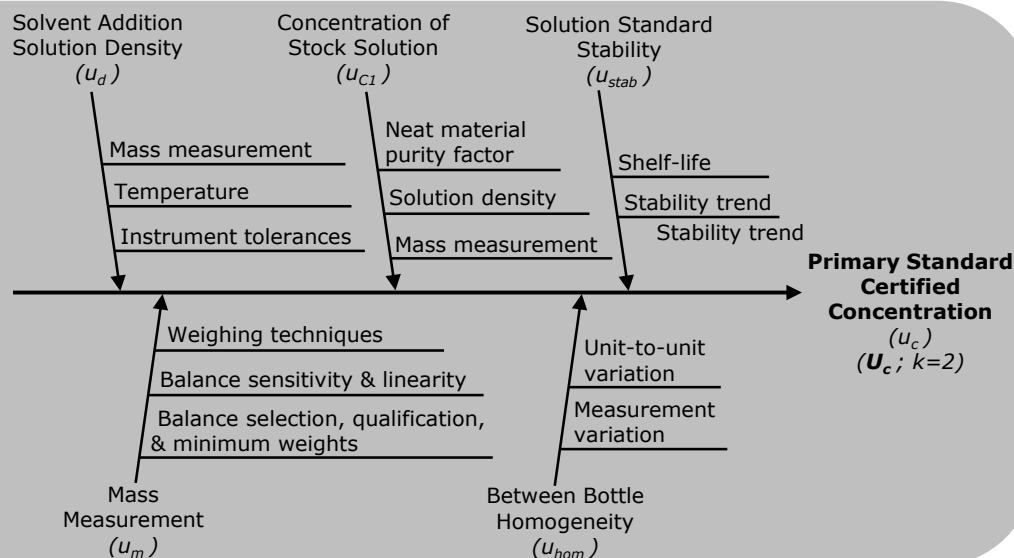 Solvent Addition
Solution Density
(u_d)
Mass measurement
Temperature
Instrument tolerances
Concentration of
Stock Solution
(u_C1)
Neat material
purity factor
Solution density
Mass measurement
Solution Standard
Stability
(u_stab)
Shelf-life
Stability trend
Stability trend
Primary Standard
Certified
Concentration
(u_c)
(U_c; k=2)
Weighing techniques
Balance sensitivity & linearity
Balance selection, qualification,
& minimum weights
Mass
Measurement
(u_m)
Unit-to-unit
variation
Measurement
variation
Between Bottle
Homogeneity
(u_hom)